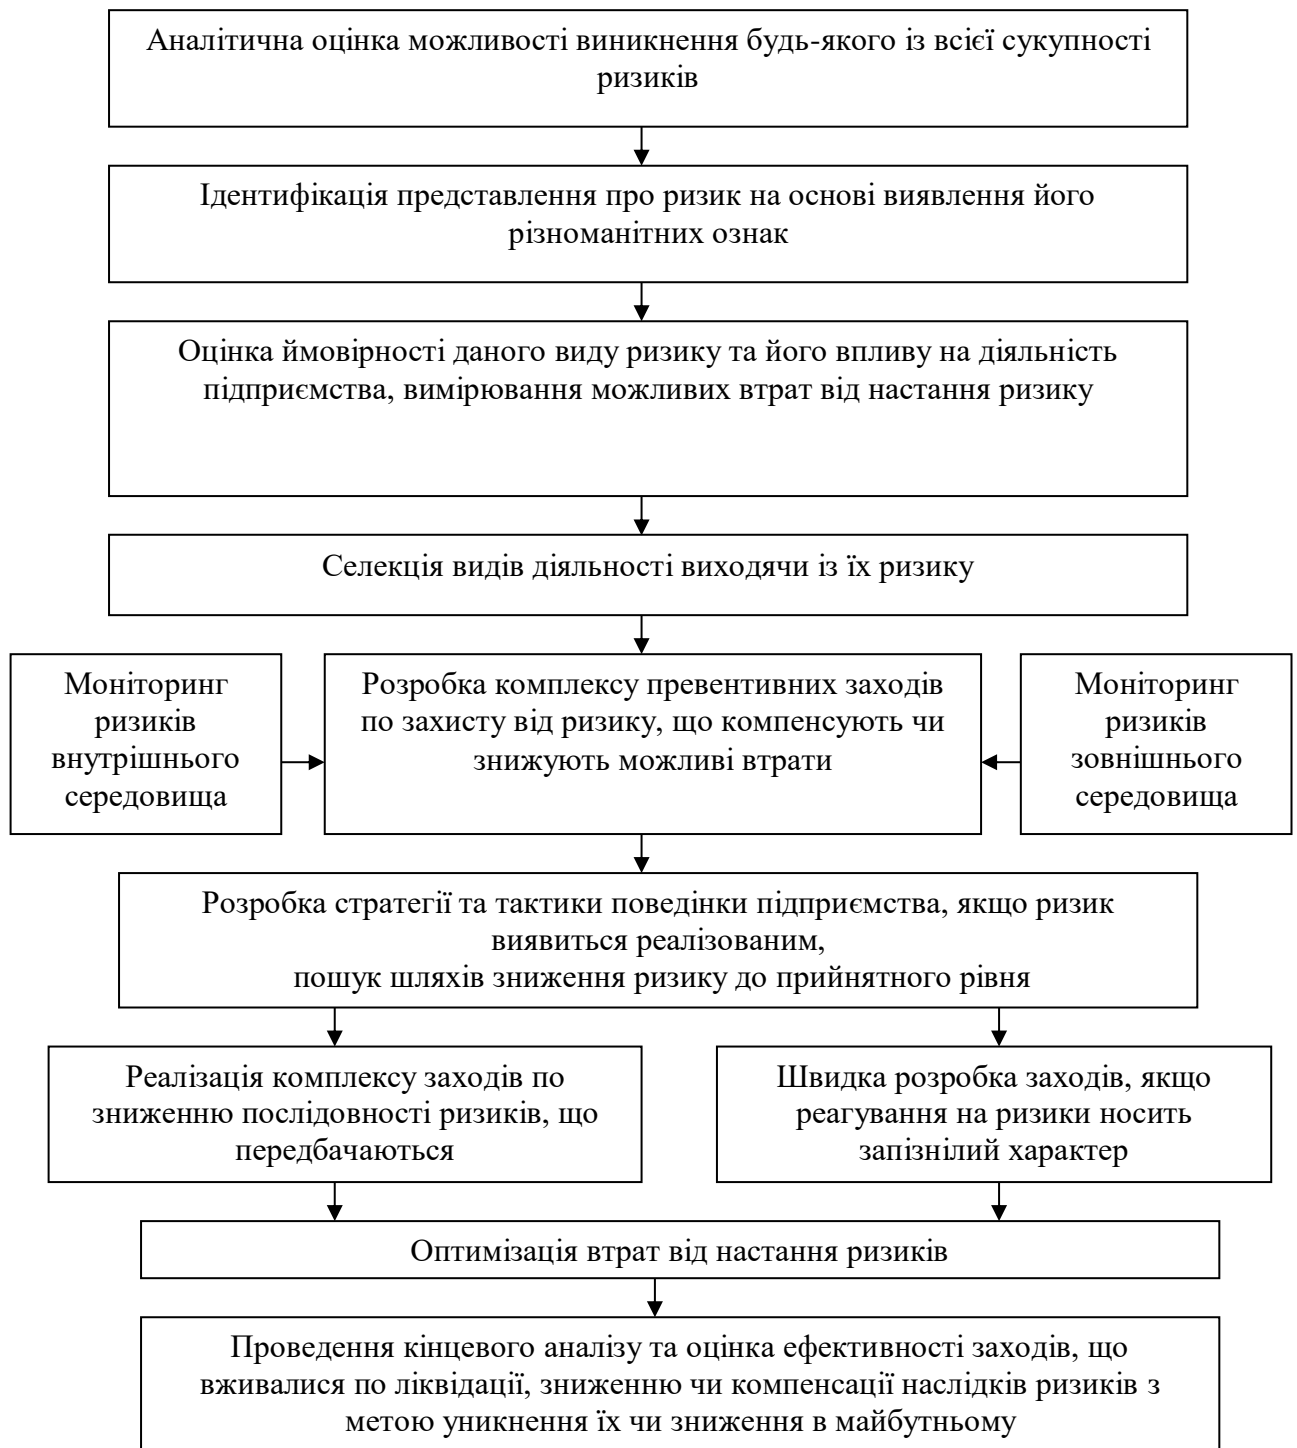 Аналітична оцінка можливості виникнення будь-якого із всієї сукупності
ризиків
Ідентифікація представлення про ризик на основі виявлення його
різноманітних ознак
Оцінка ймовірності даного виду ризику та його впливу на діяльність
підприємства, вимірювання можливих втрат від настання ризику
Селекція видів діяльності виходячи із їх ризику
Моніторинг
ризиків
внутрішнього
середовища
Розробка комплексу превентивних заходів
по захисту від ризику, що компенсують чи
знижують можливі втрати
Моніторинг
ризиків
зовнішнього
середовища
Розробка стратегії та тактики поведінки підприємства, якщо ризик
виявиться реалізованим,
пошук шляхів зниження ризику до прийнятного рівня
Реалізація комплексу заходів по
зниженню послідовності ризиків, що
передбачаються
Швидка розробка заходів, якщо
реагування на ризики носить
запізнілий характер
Оптимізація втрат від настання ризиків
Проведення кінцевого аналізу та оцінка ефективності заходів, що
вживалися по ліквідації, зниженню чи компенсації наслідків ризиків з
метою уникнення їх чи зниження в майбутньому